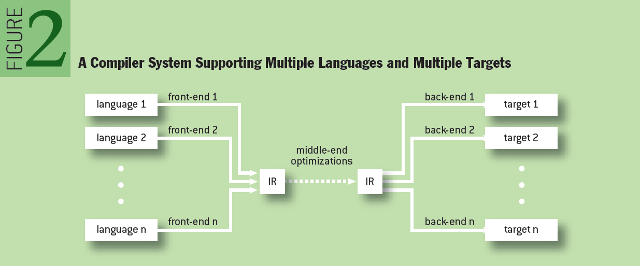 FIGURE 2
A Compiler System Supporting Multiple Languages and Multiple Targets
language 1
front-end 1
back-end 1
target 1
language 2
front-end 2
back-end 2
target 2
middle-end
optimizations
IR
IR
language n
front-end n
back-end n
target n